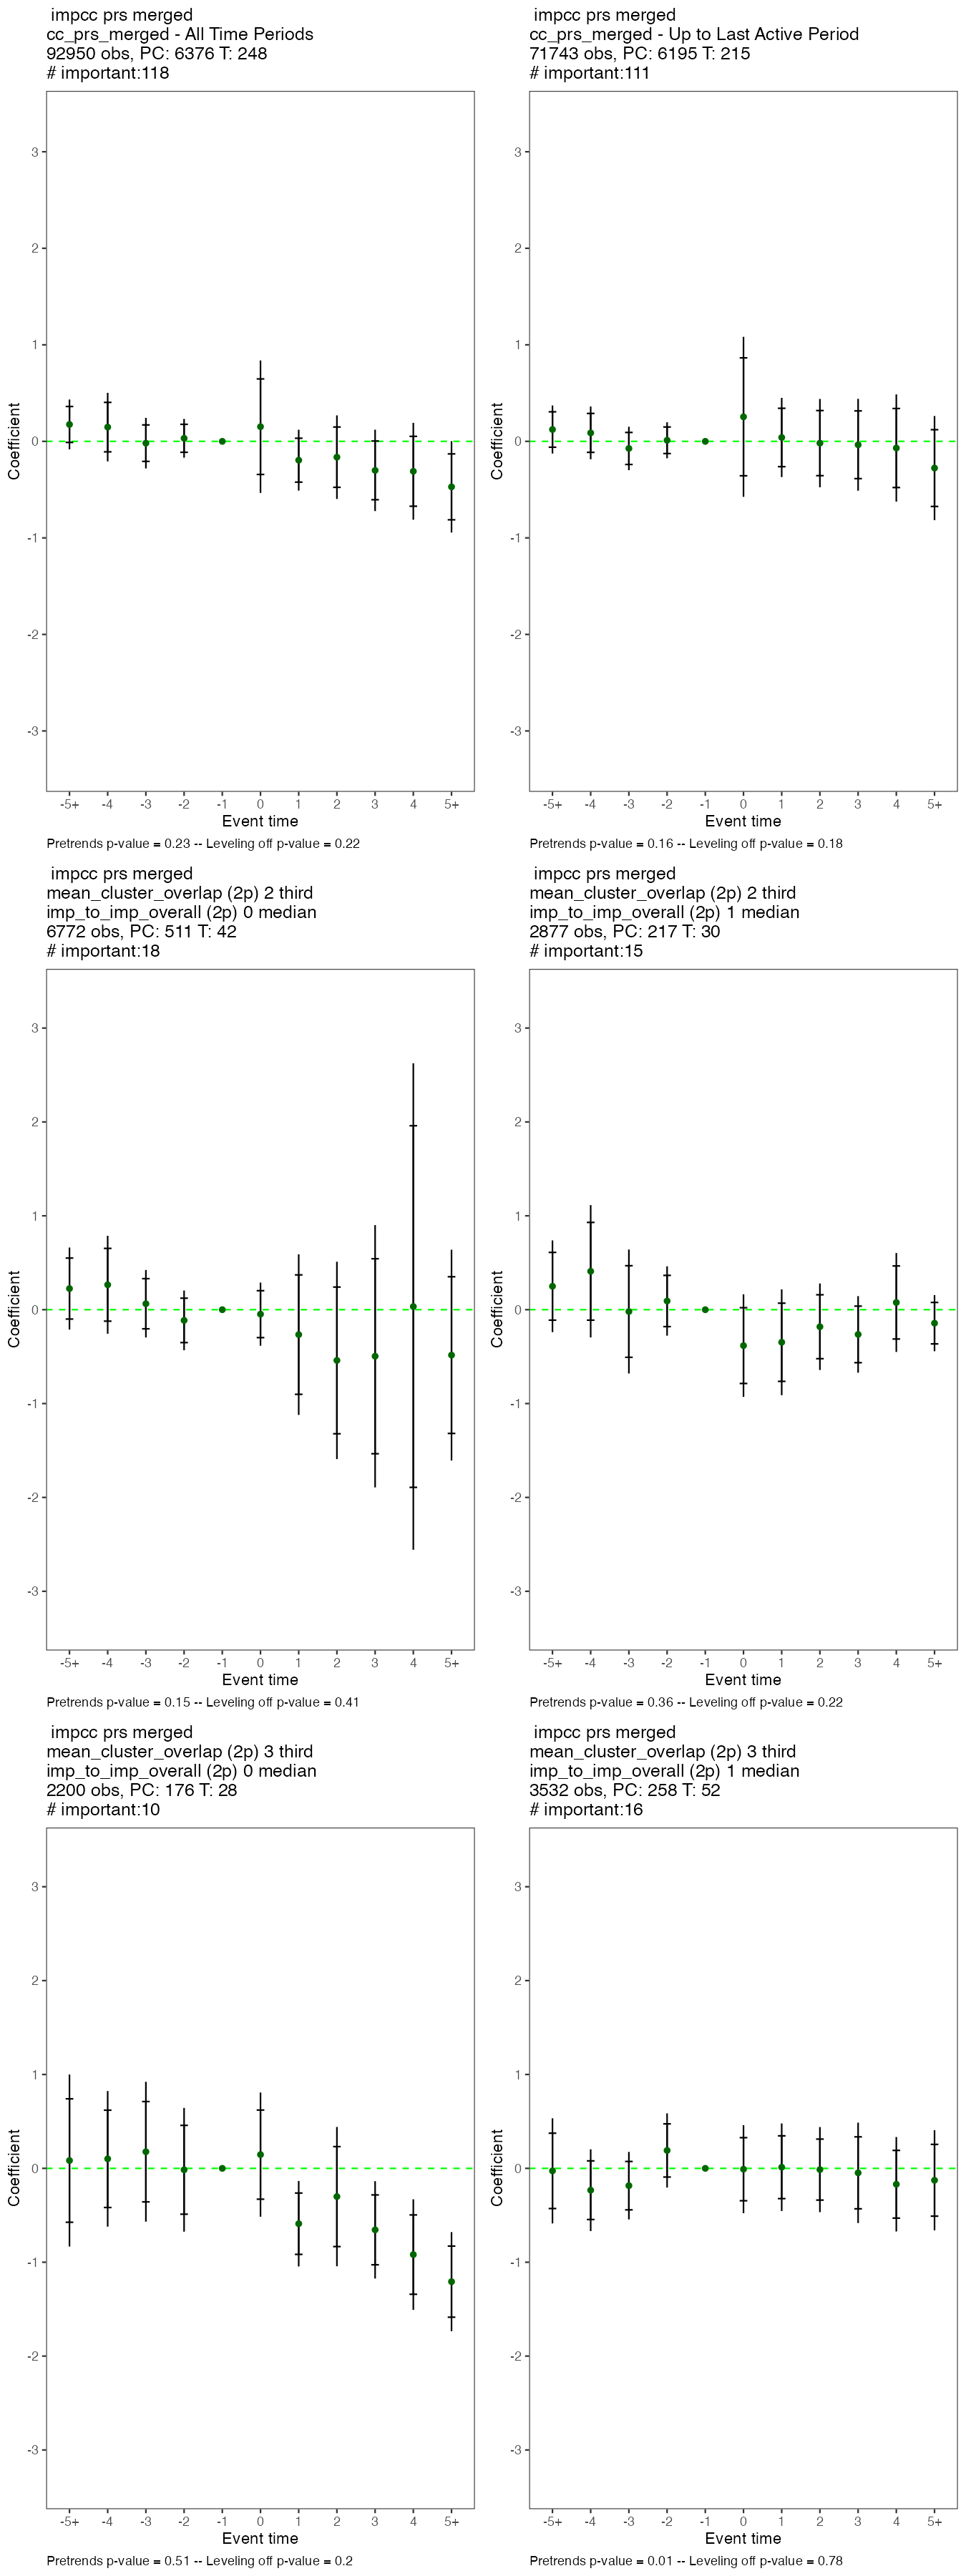 impcc prs merged
cc_prs_merged - All Time Periods
92950 obs, PC: 6376 T: 248
# important:118
3
2
1
0
-1
-2
-3
Coefficient
-5+ -4 -3 -2 -1 0 1 2 3 4 5+
Event time
Pretrends p-value = 0.23 -- Leveling off p-value = 0.22
impcc prs merged
cc_prs_merged - Up to Last Active Period
71743 obs, PC: 6195 T: 215
# important:111
3
2
1
0
-1
-2
-3
Coefficient
-5+ -4 -3 -2 -1 0 1 2 3 4 5+
Event time
Pretrends p-value = 0.16 -- Leveling off p-value = 0.18
impcc prs merged
mean_cluster_overlap (2p) 2 third
imp_to_imp_overall (2p) 0 median
6772 obs, PC: 511 T: 42
# important:18
3
2
1
0
-1
-2
-3
Coefficient
-5+ -4 -3 -2 -1 0 1 2 3 4 5+
Event time
Pretrends p-value = 0.15 -- Leveling off p-value = 0.41
impcc prs merged
mean_cluster_overlap (2p) 2 third
imp_to_imp_overall (2p) 1 median
2877 obs, PC: 217 T: 30
# important:15
3
2
1
0
-1
-2
-3
Coefficient
-5+ -4 -3 -2 -1 0 1 2 3 4 5+
Event time
Pretrends p-value = 0.36 -- Leveling off p-value = 0.22
impcc prs merged
mean_cluster_overlap (2p) 3 third
imp_to_imp_overall (2p) 0 median
2200 obs, PC: 176 T: 28
# important:10
3
2
1
0
-1
-2
-3
Coefficient
-5+ -4 -3 -2 -1 0 1 2 3 4 5+
Event time
Pretrends p-value = 0.51 -- Leveling off p-value = 0.2
impcc prs merged
mean_cluster_overlap (2p) 3 third
imp_to_imp_overall (2p) 1 median
3532 obs, PC: 258 T: 52
# important:16
3
2
1
0
-1
-2
-3
Coefficient
-5+ -4 -3 -2 -1 0 1 2 3 4 5+
Event time
Pretrends p-value = 0.01 -- Leveling off p-value = 0.78